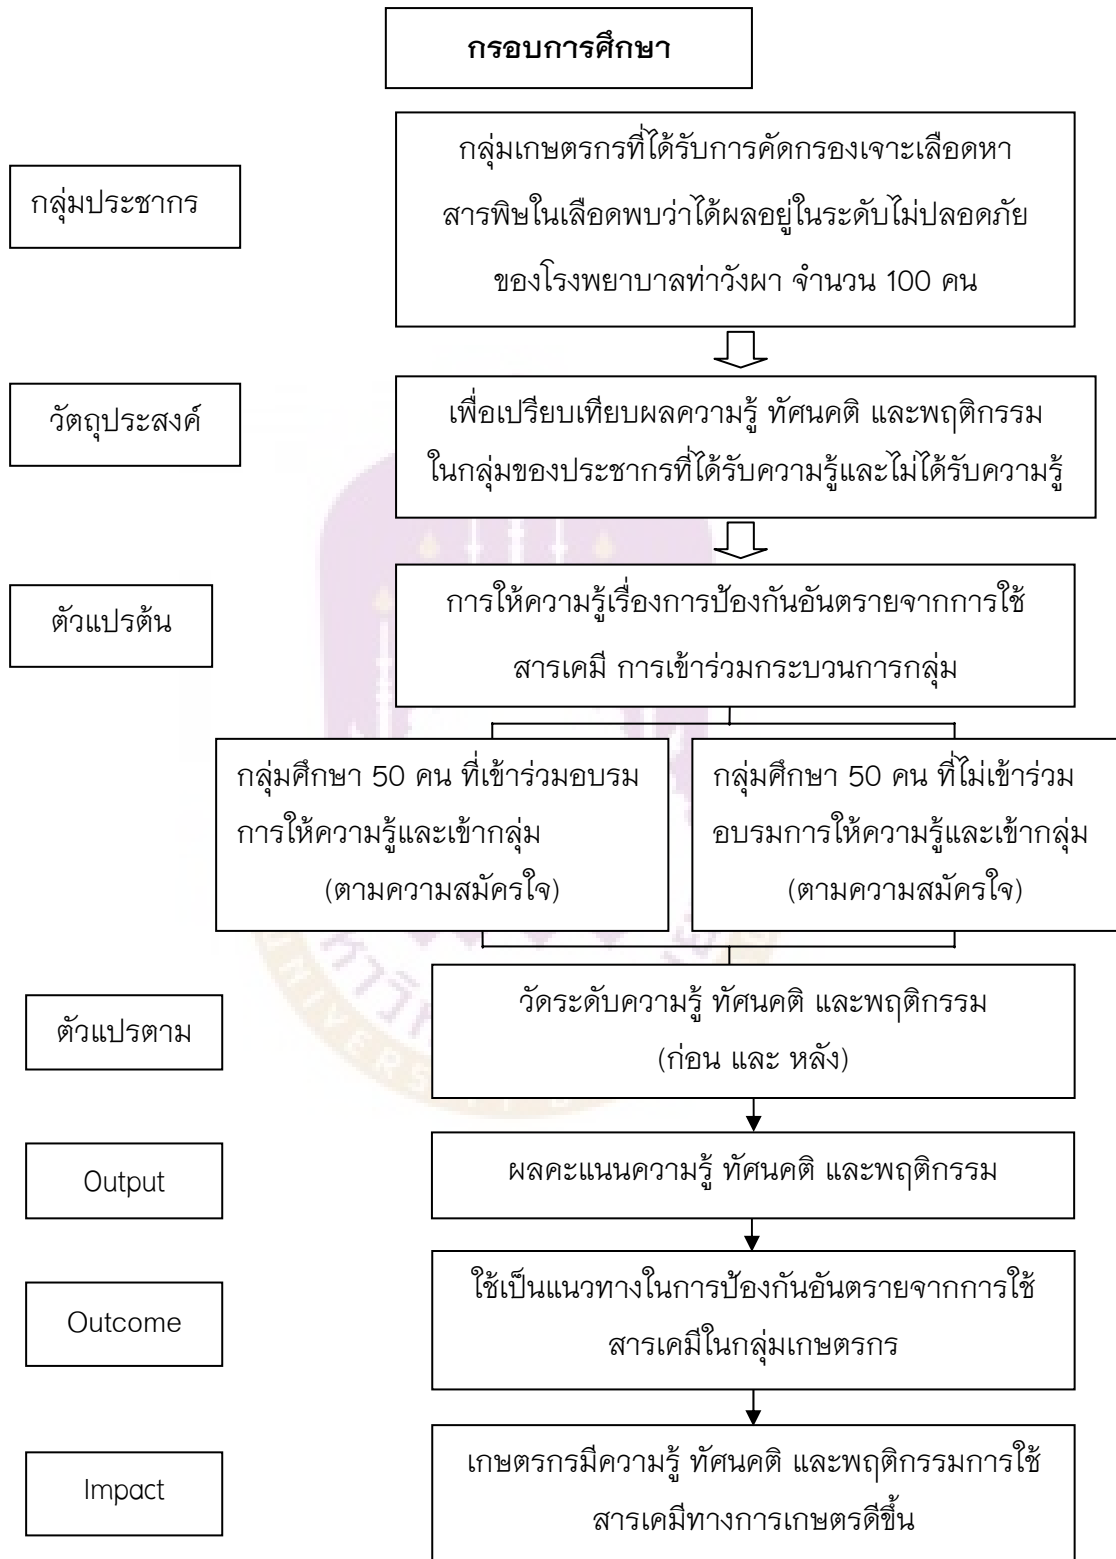 กรอบการศึกษา
กลุ่มประชากร
กลุ่มเกษตรกรที่ได้รับการคัดกรองเจาะเลือดหา
สารพิษในเลือดพบว่าได้ผลอยู่ในระดับไม่ปลอดภัย
ของโรงพยาบาลท่าวังผา จำนวน 100 คน
วัตถุประสงค์
เพื่อเปรียบเทียบผลความรู้ ทัศนคติ และพฤติกรรม
ในกลุ่มของประชากรที่ได้รับความรู้และไม่ได้รับความรู้
ตัวแปรต้น
การให้ความรู้เรื่องการป้องกันอันตรายจากการใช้
สารเคมี การเข้าร่วมกระบวนการกลุ่ม
กลุ่มศึกษา 50 คน ที่เข้าร่วมอบรม
การให้ความรู้และเข้ากลุ่ม
(ตามความสมัครใจ)
กลุ่มศึกษา 50 คน ที่ไม่เข้าร่วม
อบรมการให้ความรู้และเข้ากลุ่ม
(ตามความสมัครใจ)
ตัวแปรตาม
วัดระดับความรู้ ทัศนคติ และพฤติกรรม
(ก่อน และ หลัง)
Output
ผลคะแนนความรู้ ทัศนคติ และพฤติกรรม
Outcome
ใช้เป็นแนวทางในการป้องกันอันตรายจากการใช้
สารเคมีในกลุ่มเกษตรกร
Impact
เกษตรกรมีความรู้ ทัศนคติ และพฤติกรรมการใช้
สารเคมีทางการเกษตรดีขึ้น